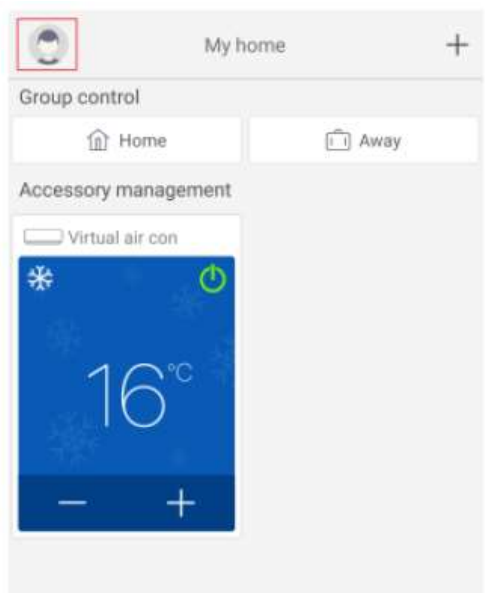 My home
Group control
Home
Away
Accessory management
Virtual air con
16°C